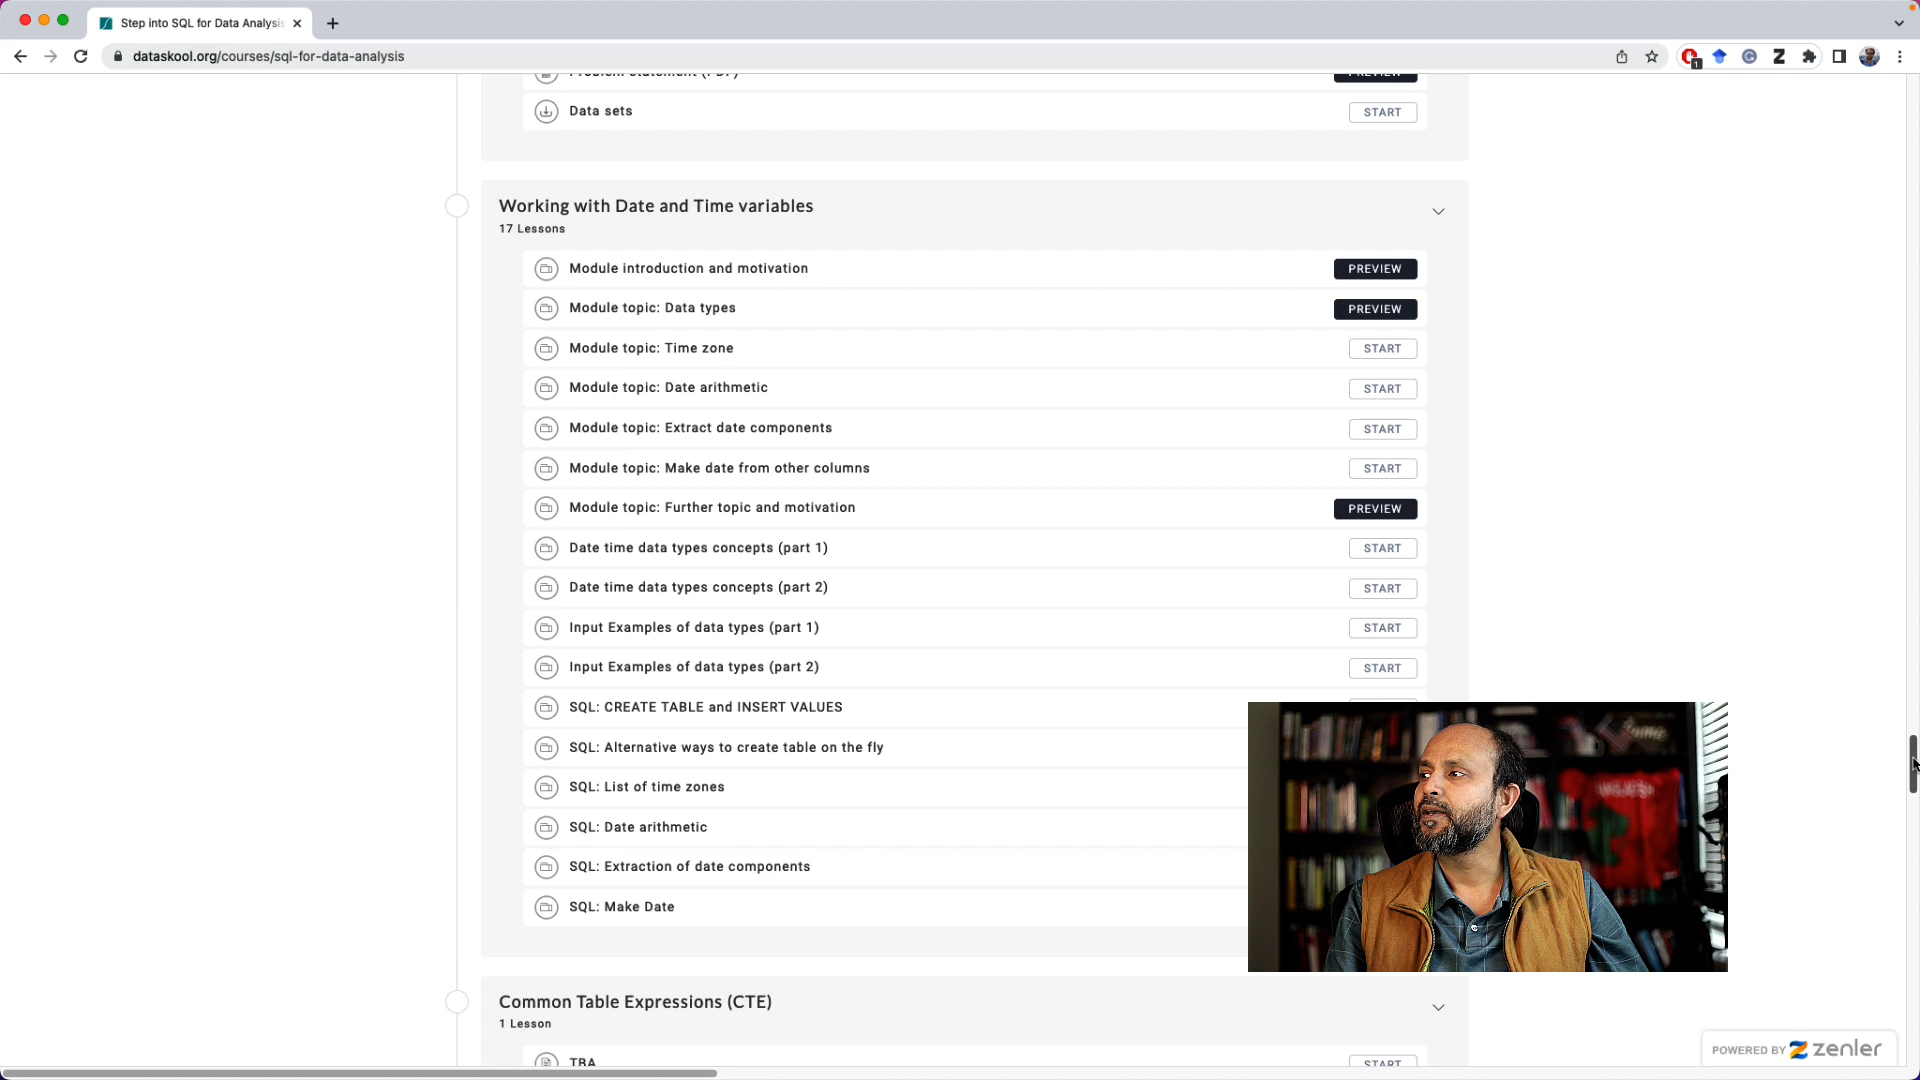 Step into SQL for Data Analysis
dataskool.org/courses/sql-for-data-analysis
1
Problem statement (PDF)
PREVIEW
Data sets
START
Working with Date and Time variables
17 Lessons
Module introduction and motivation
PREVIEW
Module topic: Data types
PREVIEW
Module topic: Time zone
START
Module topic: Date arithmetic
START
Module topic: Extract date components
START
Module topic: Make date from other columns
START
Module topic: Further topic and motivation
PREVIEW
Date time data types concepts (part 1)
START
Date time data types concepts (part 2)
START
Input Examples of data types (part 1)
START
Input Examples of data types (part 2)
START
SQL: CREATE TABLE and INSERT VALUES
SQL: Alternative ways to create table on the fly
SQL: List of time zones
SQL: Date arithmetic
SQL: Extraction of date components
SQL: Make Date
Common Table Expressions (CTE)
1 Lesson
TBA
START
POWERED BY zenler